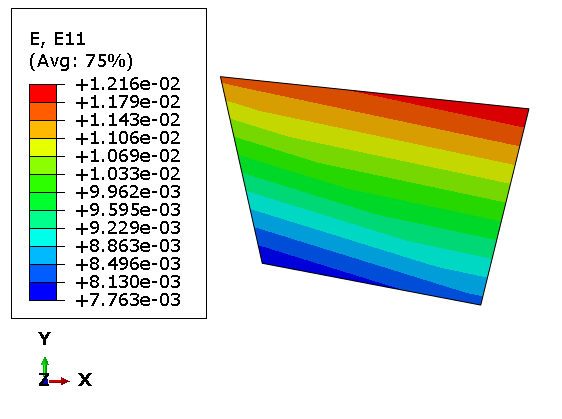 E, E11
(Avg: 75%)
+1.216e-02
+1.179e-02
+1.143e-02
+1.106e-02
+1.069e-02
+1.033e-02
+9.962e-03
+9.595e-03
+9.229e-03
+8.863e-03
+8.496e-03
+8.130e-03
+7.763e-03
Y
Z X